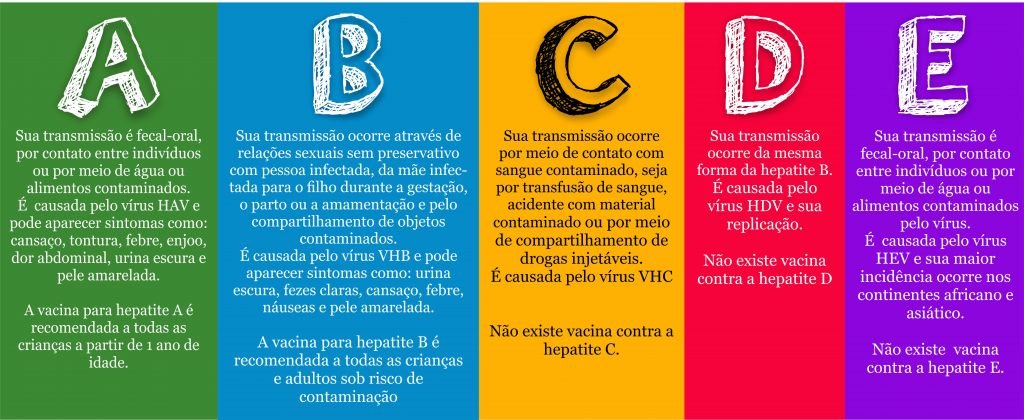 A
Sua transmissão é fecal-oral,
por contato entre indivíduos
ou por meio de água ou
alimentos contaminados.
É causada pelo vírus HAV e
pode aparecer sintomas como:
cansaço, tontura, febre, enjoo,
dor abdominal, urina escura e
pele amarelada.
A vacina para hepatite A é
recomendada a todas as
crianças a partir de 1 ano de
idade.
B
Sua transmissão ocorre através de
relações sexuais sem preservativo
com pessoa infectada, da mãe infec-
tada para o filho durante a gestação,
o parto ou a amamentação e pelo
compartilhamento de objetos
contaminados.
É causada pelo vírus VHB e pode
aparecer sintomas como: urina
escura, fezes claras, cansaço, febre,
náuseas e pele amarelada.
A vacina para hepatite B é
recomendada a todas as crianças
e adultos sob risco de
contaminação
C
Sua transmissão ocorre
por meio de contato com
sangue contaminado, seja
por transfusão de sangue,
acidente com material
contaminado ou por meio
de compartilhamento de
drogas injetáveis.
É causada pelo vírus VHC
Não existe vacina contra a
hepatite C.
D
Sua transmissão
ocorre da mesma
forma da hepatite B.
É causada pelo
vírus HDV e sua
replicação.
Não existe vacina
contra a hepatite D
E
Sua transmissão é
fecal-oral, por contato
entre indivíduos ou por
meio de água ou
alimentos contaminados
pelo vírus.
É causada pelo vírus
HEV e sua maior
incidência ocorre nos
continentes africano e
asiático.
Não existe vacina
contra a hepatite E.